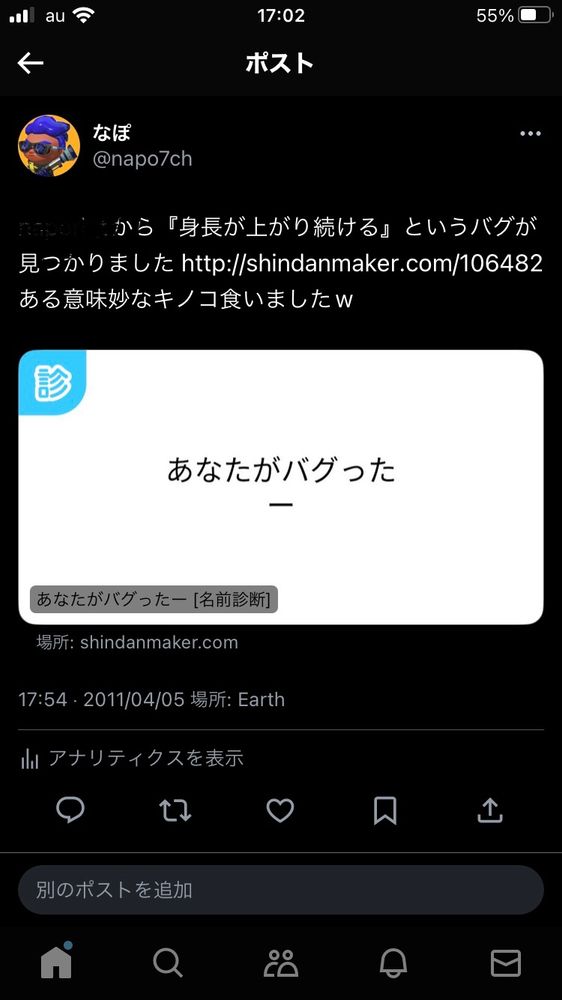 au 17:02 55%
ポスト
なぽ
@napo7ch
から『身長が上がり続ける』というバグが
見つかりました http://shindanmaker.com/106482
ある意味妙なキノコ食いましたw
あなたがバグった
ー
あなたがバグったー [名前診断]
場所: shindanmaker.com
17:54 · 2011/04/05 場所: Earth
アナリティクスを表示
別のポストを追加